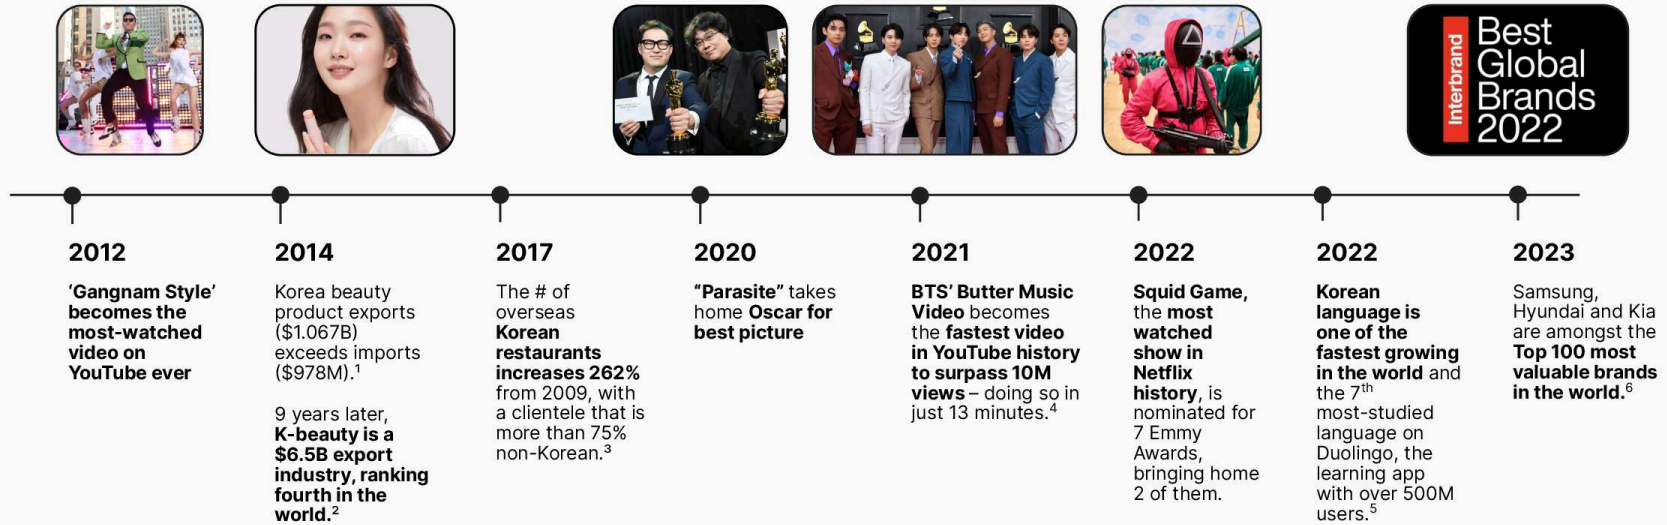 Interbrand
Best
Global
Brands
2022
2012
‘Gangnam Style’
becomes the
most-watched
video on
YouTube ever
2014
Korea beauty
product exports
($1.067B)
exceeds imports
($978M).¹
9 years later,
K-beauty is a
$6.5B export
industry, ranking
fourth in the
world.²
2017
The # of
overseas
Korean
restaurants
increases 262%
from 2009, with
a clientele that is
more than 75%
non-Korean.³
2020
“Parasite” takes
home Oscar for
best picture
2021
BTS’ Butter Music
Video becomes
the fastest video
in YouTube history
to surpass 10M
views – doing so in
just 13 minutes.⁴
2022
Squid Game,
the most
watched
show in
Netflix
history, is
nominated for
7 Emmy
Awards,
bringing home
2 of them.
2022
Korean
language is
one of the
fastest growing
in the world and
the 7th
most-studied
language on
Duolingo, the
learning app
with over 500M
users.⁵
2023
Samsung,
Hyundai and Kia
are amongst the
Top 100 most
valuable brands
in the world.⁶